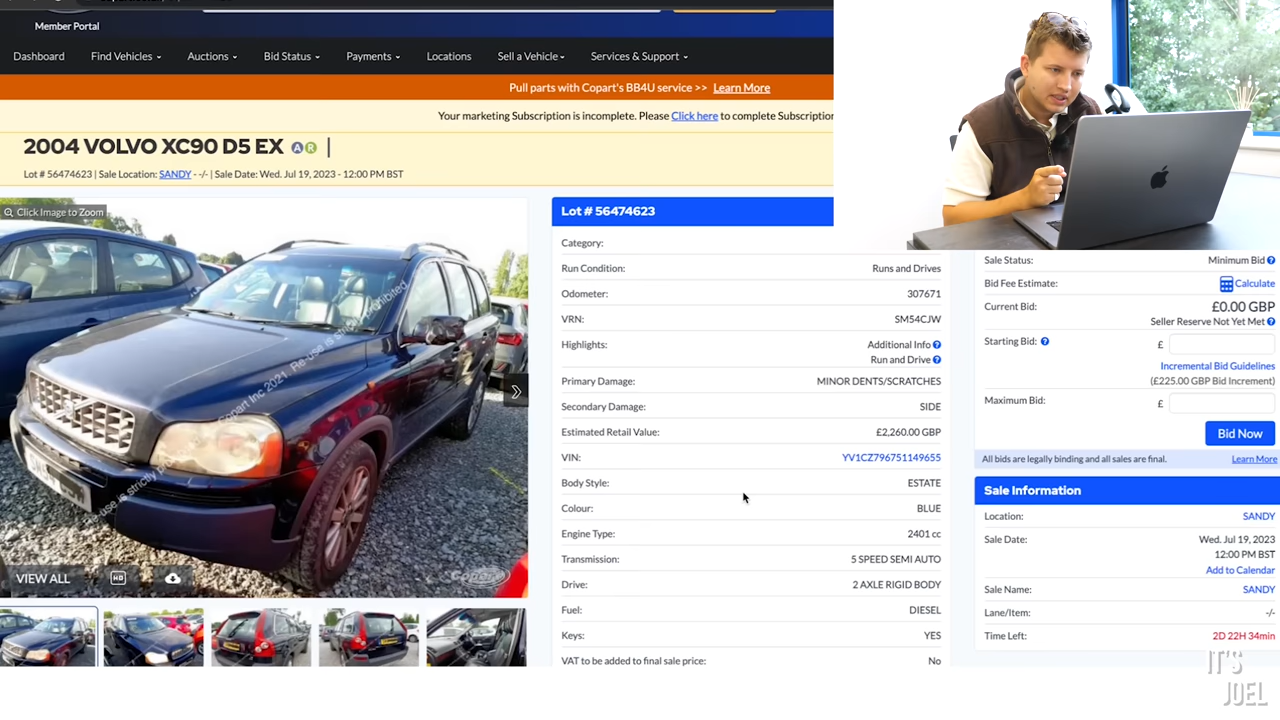 Member Portal
Dashboard Find Vehicles Auctions Bid Status Payments Locations Sell a Vehicle Services & Support
Pull parts with Copart's BB4U service >> Learn More
Your marketing Subscription is incomplete. Please Click here to complete Subscription
2004 VOLVO XC90 D5 EX A R |
Lot # 56474623 | Sale Location: SANDY - -/- | Sale Date: Wed. Jul 19, 2023 - 12:00 PM BST
Click Image to Zoom
Copart Inc 2021. Re-use is strictly prohibited.
Copart
VIEW ALL HD
Lot # 56474623
Category:
Run Condition: Runs and Drives
Odometer: 307671
VRN: SM54CJW
Highlights: Additional Info ?
Run and Drive ?
Primary Damage: MINOR DENTS/SCRATCHES
Secondary Damage: SIDE
Estimated Retail Value: £2,260.00 GBP
VIN: YV1CZ796751149655
Body Style: ESTATE
Colour: BLUE
Engine Type: 2401 cc
Transmission: 5 SPEED SEMI AUTO
Drive: 2 AXLE RIGID BODY
Fuel: DIESEL
Keys: YES
VAT to be added to final sale price: No
Sale Status: Minimum Bid ?
Bid Fee Estimate: Calculate
Current Bid: £0.00 GBP
Seller Reserve Not Yet Met ?
Starting Bid: ? £
Incremental Bid Guidelines
(£225.00 GBP Bid Increment)
Maximum Bid: £
Bid Now
All bids are legally binding and all sales are final. Learn More
Sale Information
Location: SANDY
Sale Date: Wed. Jul 19, 2023
12:00 PM BST
Add to Calendar
Sale Name: SANDY
Lane/Item: -/-
Time Left: 2D 22H 34min
IT'S
JOEL